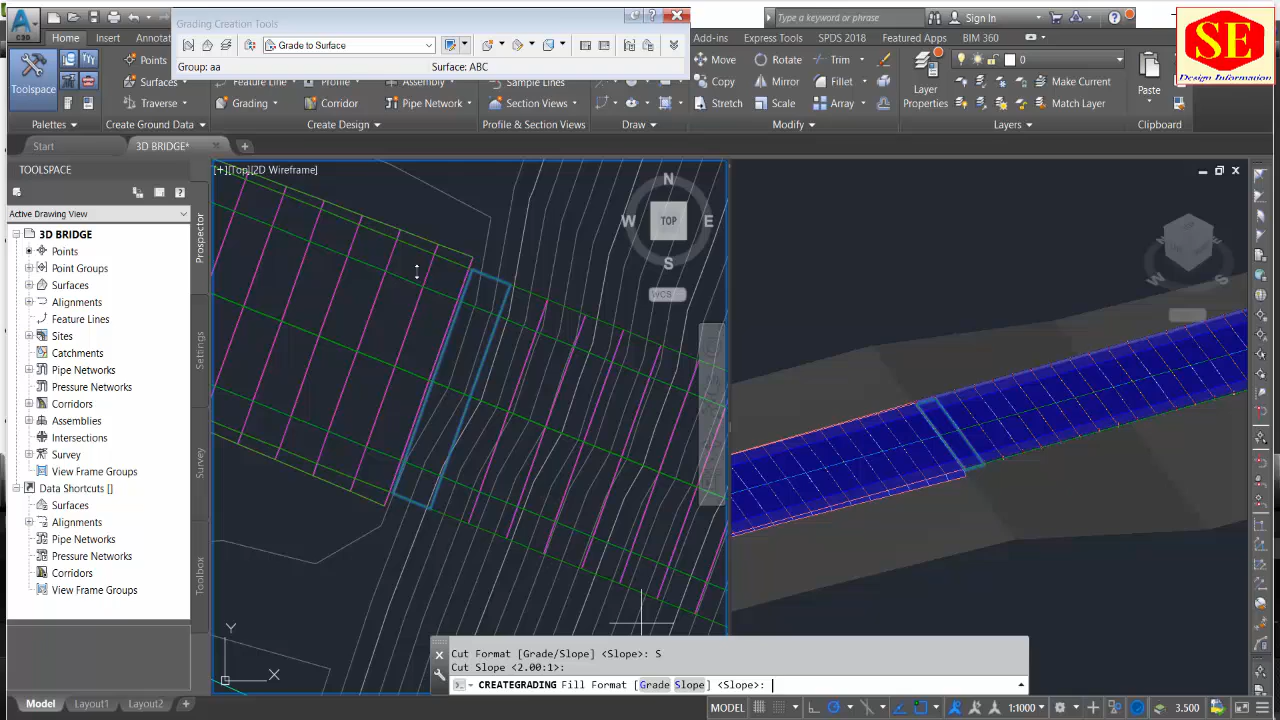 Grading Creation Tools
Grade to Surface
Group: aa Surface: ABC
Type a keyword or phrase
Sign In
SE
Design Information
C3D
Home Insert Annotat
Add-ins Express Tools SPDS 2018 Featured Apps BIM 360
Toolspace
Points
Surfaces
Traverse
Profile
Grading
Assembly
Corridor
Pipe Network
Sample Lines
Section Views
Move Rotate Trim
Copy Mirror Fillet
Stretch Scale Array
Layer
Properties
0
Make Current
Match Layer
Paste
Palettes Create Ground Data Create Design Profile & Section Views Draw Modify Layers Clipboard
Start 3D BRIDGE*
TOOLSPACE
Active Drawing View
3D BRIDGE
Points
Point Groups
Surfaces
Alignments
Feature Lines
Sites
Catchments
Pipe Networks
Pressure Networks
Corridors
Assemblies
Intersections
Survey
View Frame Groups
Data Shortcuts []
Surfaces
Alignments
Pipe Networks
Pressure Networks
Corridors
View Frame Groups
Prospector
Settings
Survey
Toolbox
[+][Top][2D Wireframe]
N
W TOP E
S
WCS
W S
Y
X
Cut Format [Grade/Slope] <Slope>: S
Cut Slope <2.00:1>:
CREATEGRADING Fill Format [Grade Slope] <Slope>:
Model Layout1 Layout2 +
MODEL 1:1000 3.500